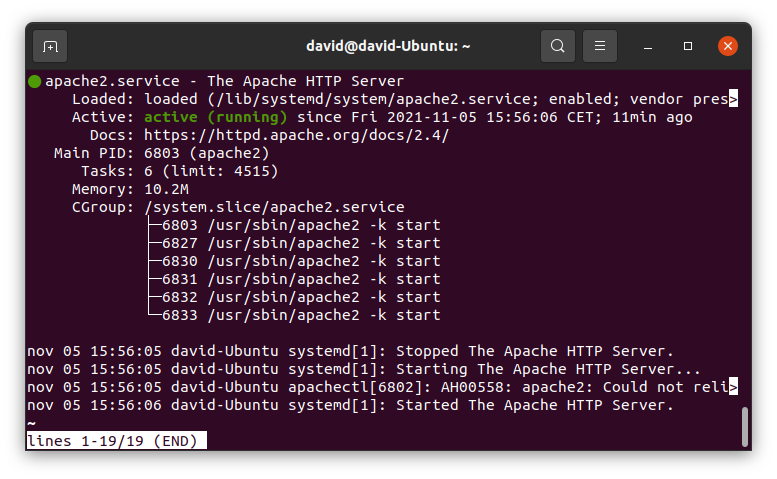 david@david-Ubuntu: ~
apache2.service - The Apache HTTP Server
Loaded: loaded (/lib/systemd/system/apache2.service; enabled; vendor pres>
Active: active (running) since Fri 2021-11-05 15:56:06 CET; 11min ago
Docs: https://httpd.apache.org/docs/2.4/
Main PID: 6803 (apache2)
Tasks: 6 (limit: 4515)
Memory: 10.2M
CGroup: /system.slice/apache2.service
├─6803 /usr/sbin/apache2 -k start
├─6827 /usr/sbin/apache2 -k start
├─6830 /usr/sbin/apache2 -k start
├─6831 /usr/sbin/apache2 -k start
├─6832 /usr/sbin/apache2 -k start
└─6833 /usr/sbin/apache2 -k start
nov 05 15:56:05 david-Ubuntu systemd[1]: Stopped The Apache HTTP Server.
nov 05 15:56:05 david-Ubuntu systemd[1]: Starting The Apache HTTP Server...
nov 05 15:56:05 david-Ubuntu apachectl[6802]: AH00558: apache2: Could not reli>
nov 05 15:56:06 david-Ubuntu systemd[1]: Started The Apache HTTP Server.
~
lines 1-19/19 (END)